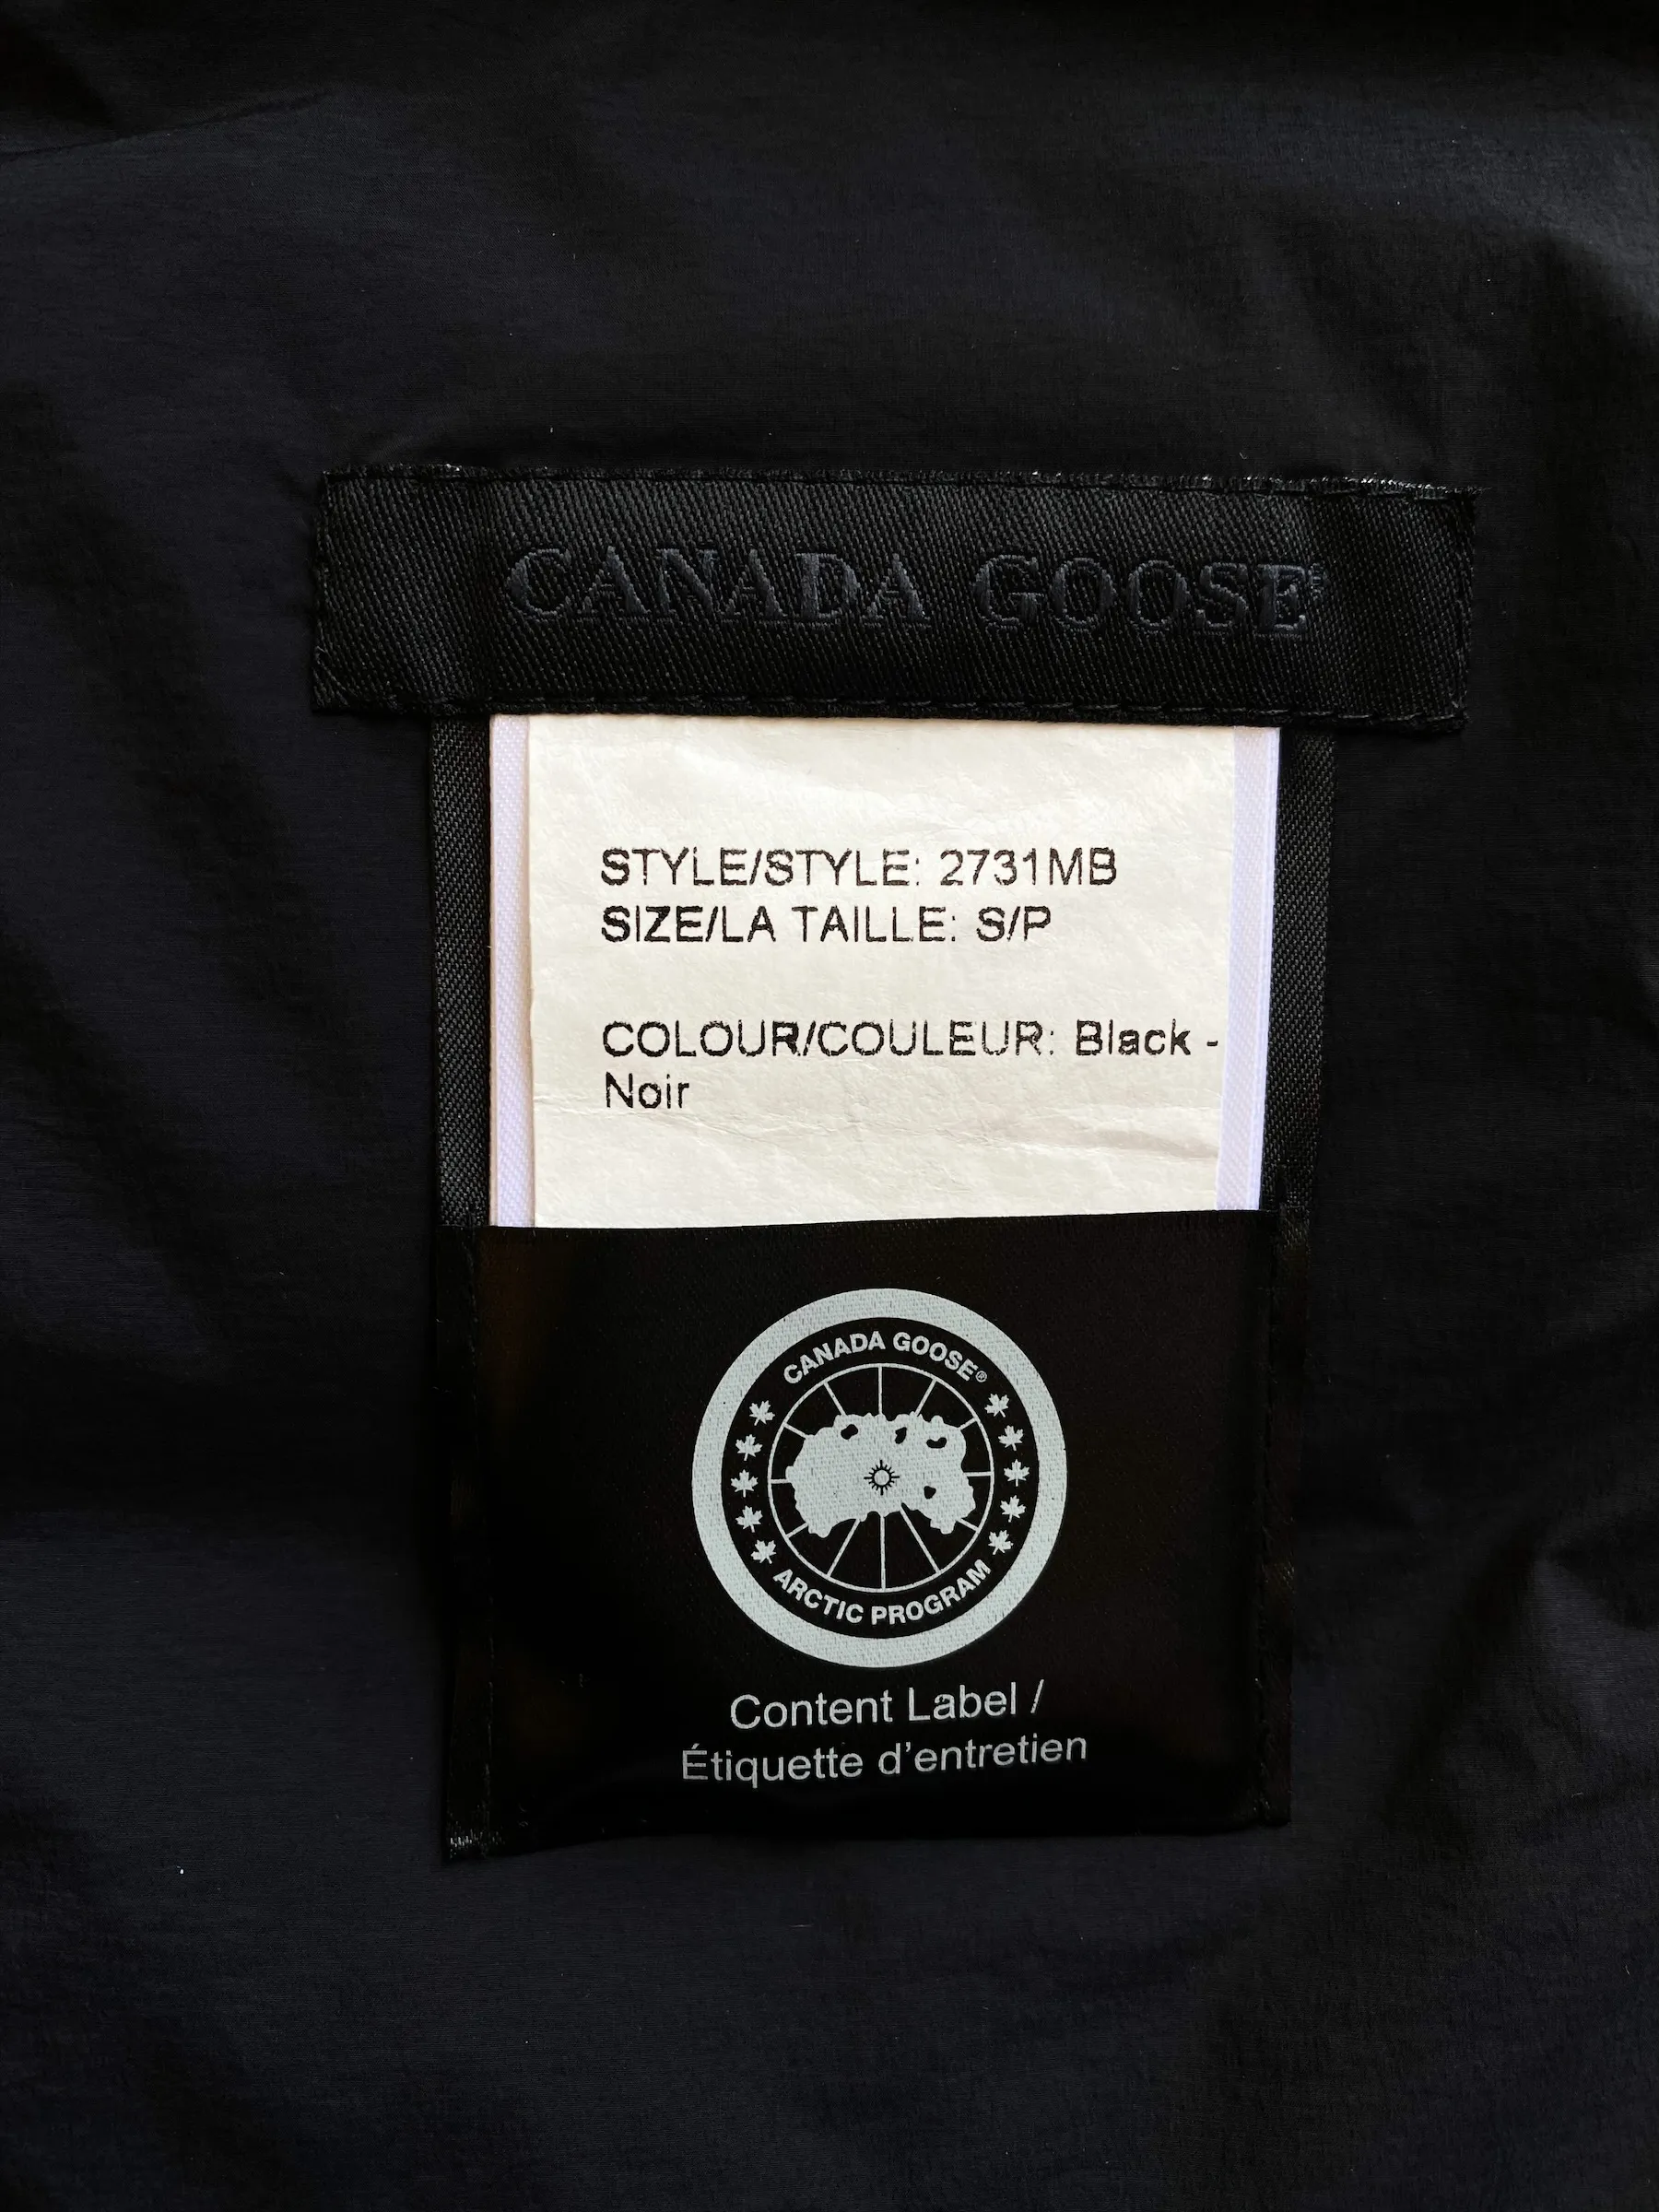 CANADA GOOSE®
STYLE/STYLE: 2731MB
SIZE/LA TAILLE: S/P
COLOUR/COULEUR: Black -
Noir
CANADA GOOSE®
ARCTIC PROGRAM
Content Label /
Étiquette d'entretien